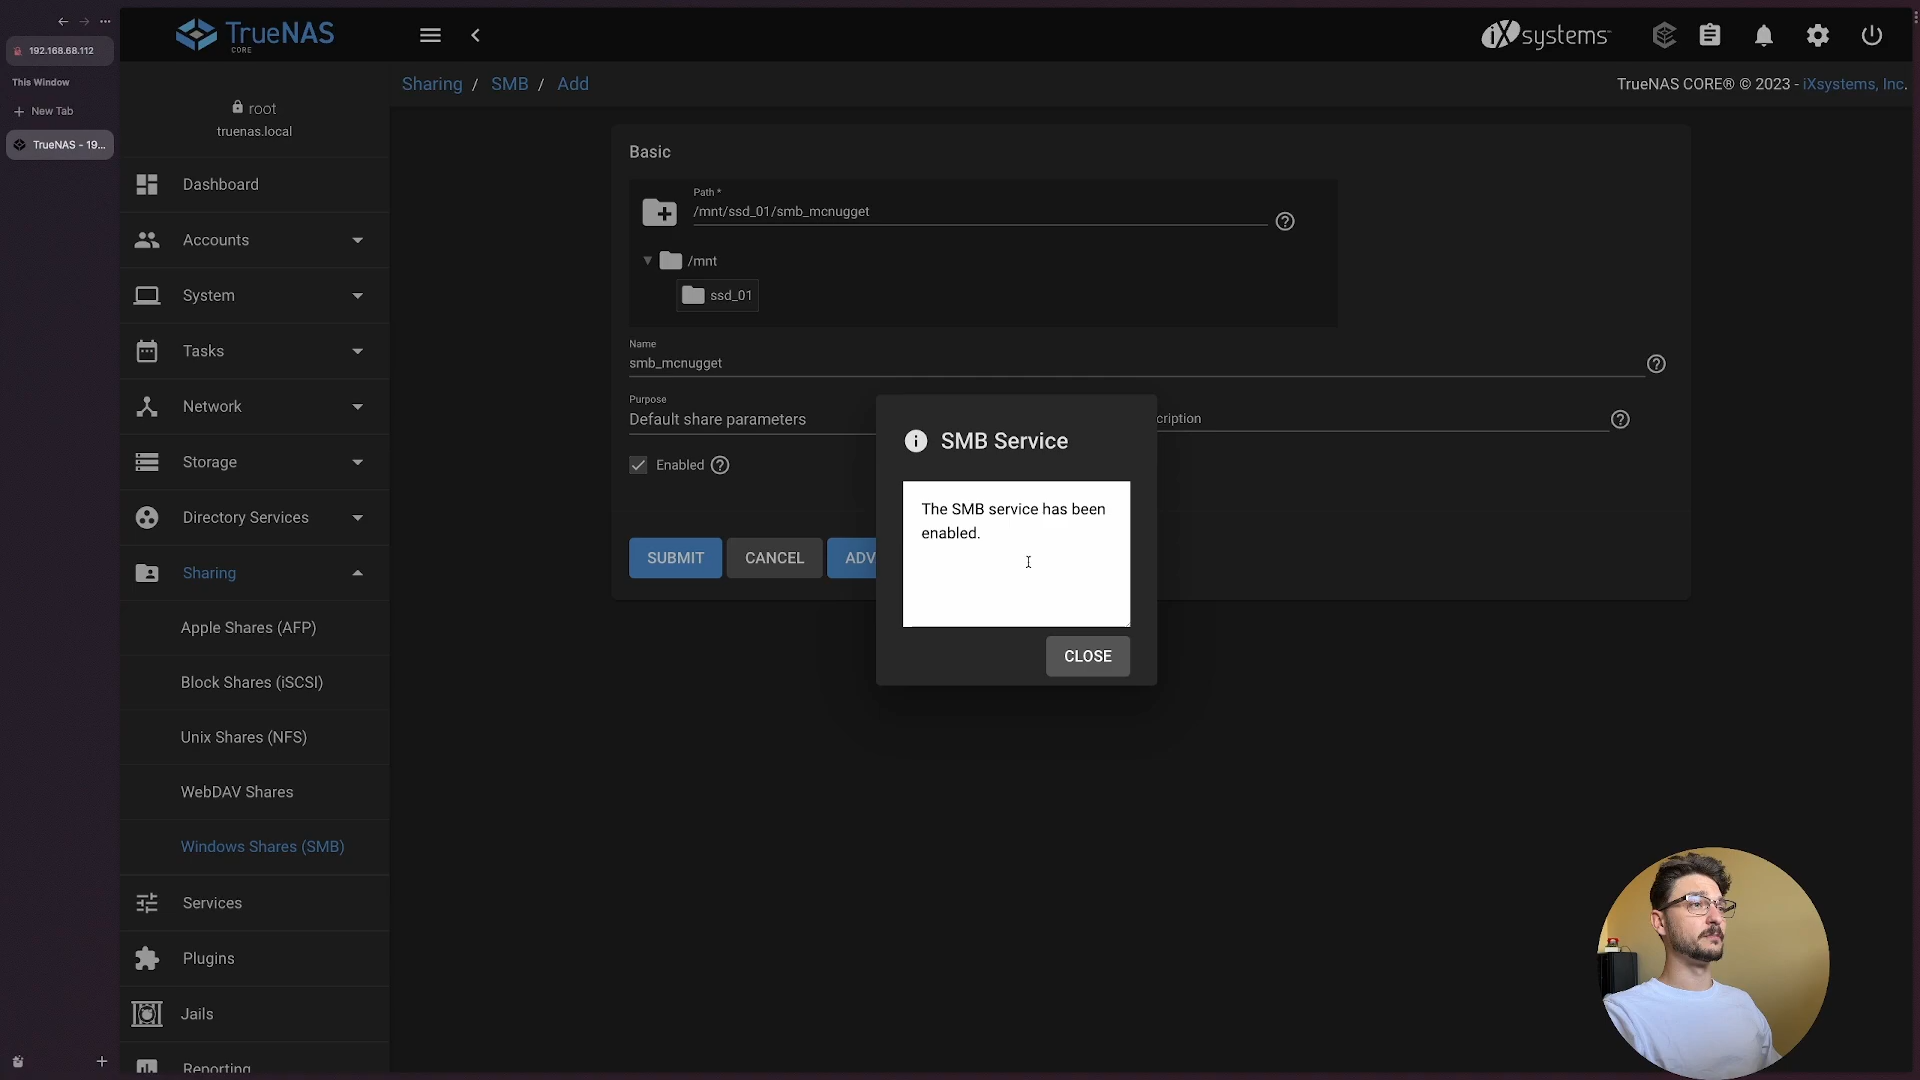 192.168.68.112
This Window
New Tab
TrueNAS - 19...
TrueNAS
CORE
iXsystems™
Sharing / SMB / Add
TrueNAS CORE® © 2023 - iXsystems, Inc.
root
truenas.local
Dashboard
Accounts
System
Tasks
Network
Storage
Directory Services
Sharing
Apple Shares (AFP)
Block Shares (iSCSI)
Unix Shares (NFS)
WebDAV Shares
Windows Shares (SMB)
Services
Plugins
Jails
Reporting
Basic
Path *
/mnt/ssd_01/smb_mcnugget
/mnt
ssd_01
Name
smb_mcnugget
Purpose
Default share parameters
cription
Enabled
SUBMIT
CANCEL
ADV
SMB Service
The SMB service has been
enabled.
CLOSE